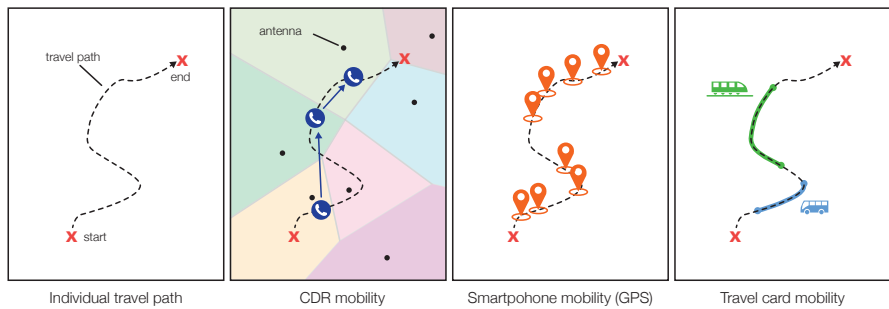 travel path
X
end
X
start
Individual travel path
antenna
X
X
CDR mobility
X
X
Smartpohone mobility (GPS)
X
X
Travel card mobility